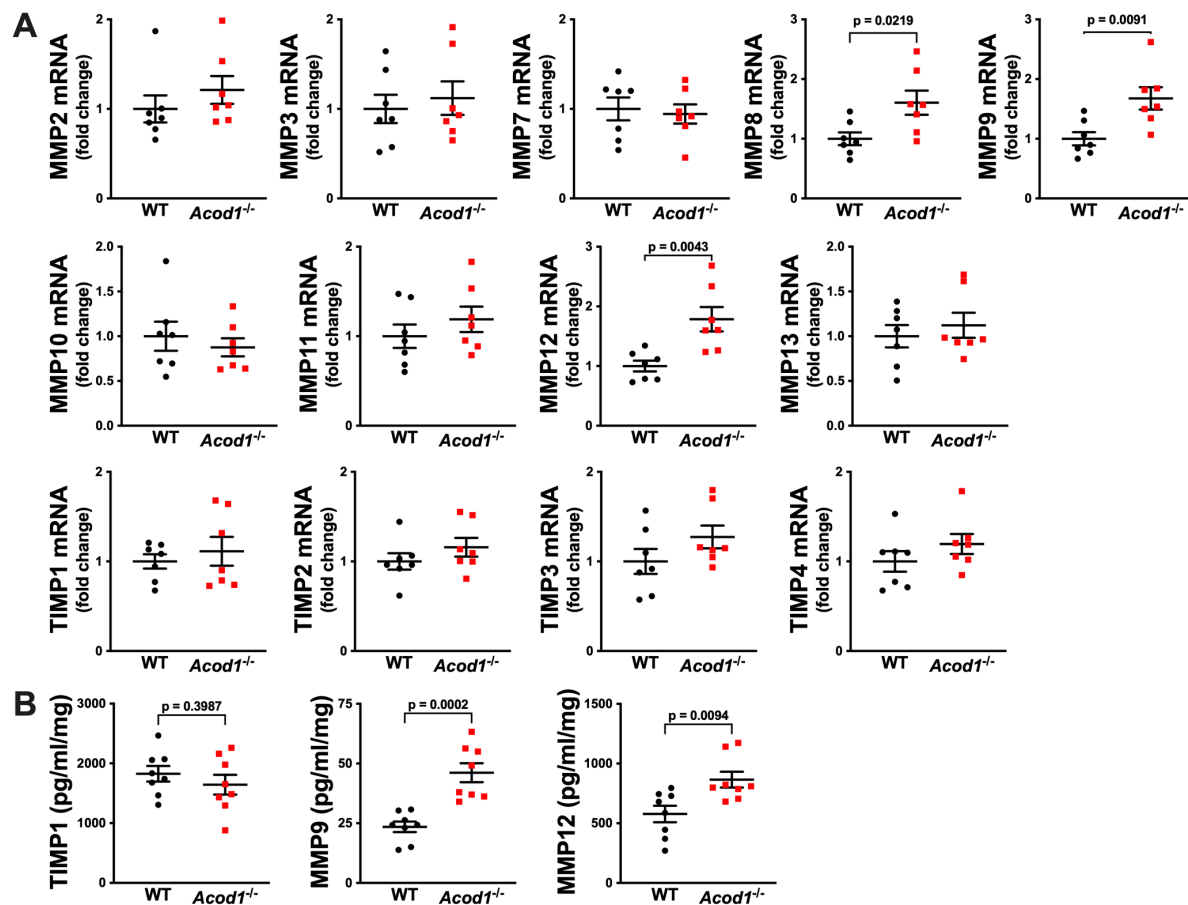 A
MMP2 mRNA
(fold change)
2
1
0
WT
Acod1-/-
MMP3 mRNA
(fold change)
2
1
0
WT
Acod1-/-
MMP7 mRNA
(fold change)
2
1
0
WT
Acod1-/-
MMP8 mRNA
(fold change)
3
2
1
0
p = 0.0219
WT
Acod1-/-
MMP9 mRNA
(fold change)
3
2
1
0
p = 0.0091
WT
Acod1-/-
MMP10 mRNA
(fold change)
2.0
1.5
1.0
0.5
0.0
WT
Acod1-/-
MMP11 mRNA
(fold change)
2
1
0
WT
Acod1-/-
MMP12 mRNA
(fold change)
3
2
1
0
p = 0.0043
WT
Acod1-/-
MMP13 mRNA
(fold change)
2.0
1.5
1.0
0.5
0.0
WT
Acod1-/-
TIMP1 mRNA
(fold change)
2
1
0
WT
Acod1-/-
TIMP2 mRNA
(fold change)
2
1
0
WT
Acod1-/-
TIMP3 mRNA
(fold change)
2
1
0
WT
Acod1-/-
TIMP4 mRNA
(fold change)
2
1
0
WT
Acod1-/-
B
TIMP1 (pg/ml/mg)
3000
2000
1000
0
p = 0.3987
WT
Acod1-/-
MMP9 (pg/ml/mg)
75
50
25
0
p = 0.0002
WT
Acod1-/-
MMP12 (pg/ml/mg)
1500
1000
500
0
p = 0.0094
WT
Acod1-/-